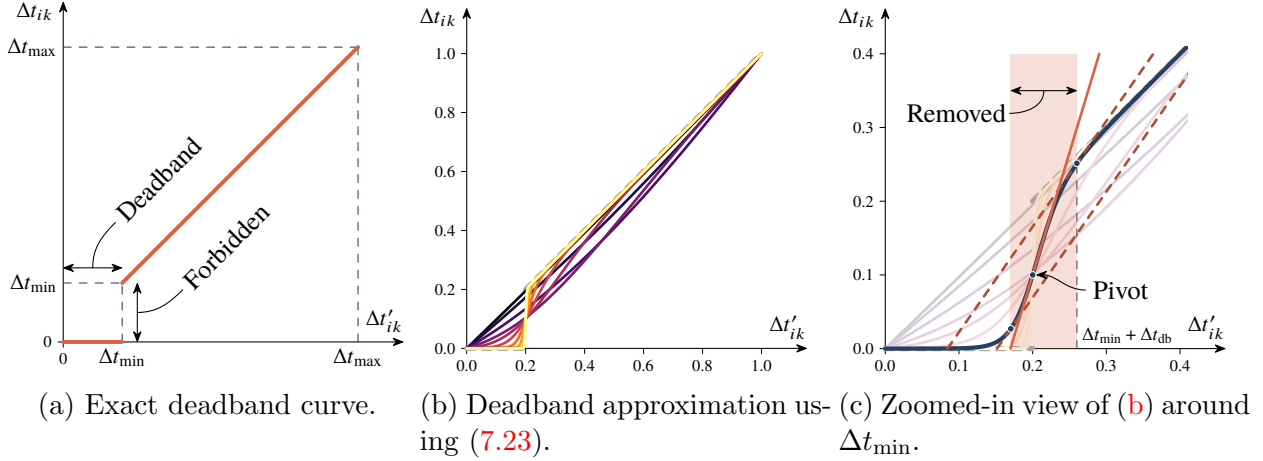 Δt_ik
Δt_max
Deadband
Forbidden
Δt_min
0
0
Δt_min
Δt_max
Δt′_ik
(a) Exact deadband curve.
Δt_ik
1.0
0.8
0.6
0.4
0.2
0.0
0.0
0.2
0.4
0.6
0.8
1.0
Δt′_ik
(b) Deadband approximation us-
ing (7.23).
Δt_ik
0.4
0.3
0.2
0.1
0.0
Removed
Pivot
Δt_min + Δt_db
Δt′_ik
0.0
0.1
0.2
0.3
0.4
(c) Zoomed-in view of (b) around
Δt_min.